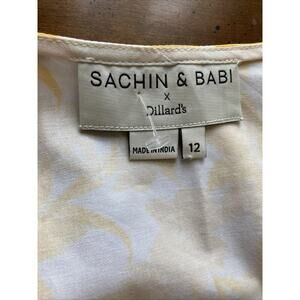 SACHIN & BABI
X
Dillard's
MADE IN INDIA
12